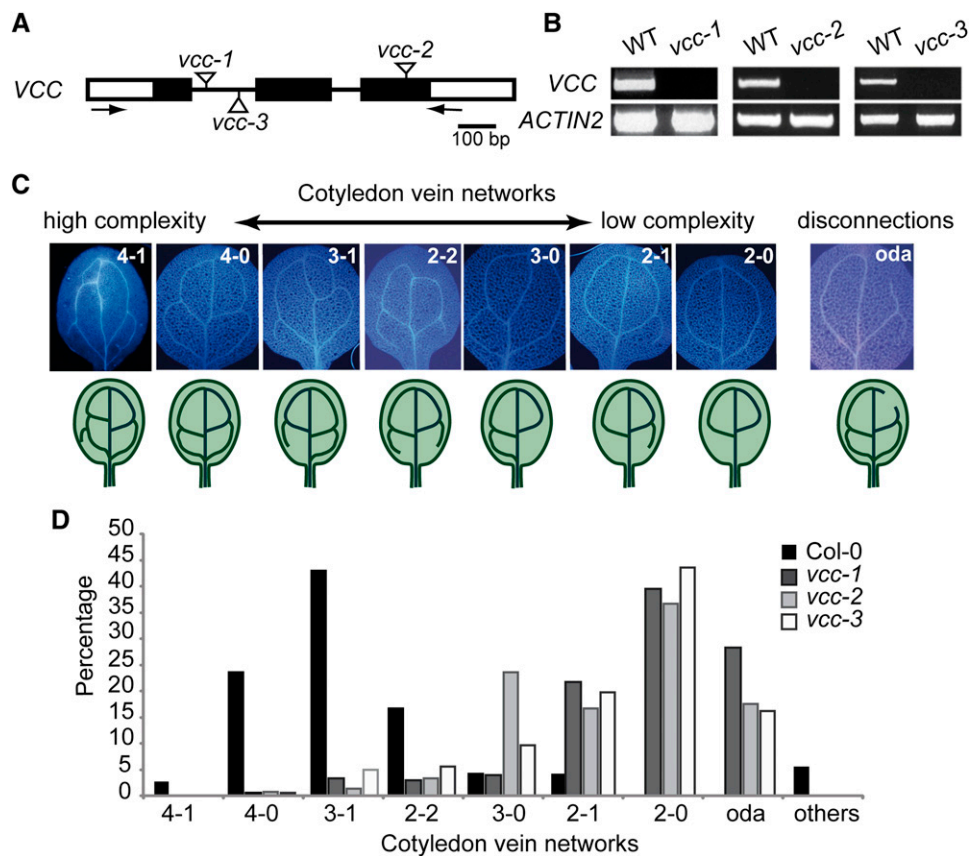 A
VCC
vcc-1
vcc-2
vcc-3
100 bp
B
WT vcc-1 WT vcc-2 WT vcc-3
VCC
ACTIN2
C
Cotyledon vein networks
high complexity low complexity disconnections
4-1 4-0 3-1 2-2 3-0 2-1 2-0 oda
D
Percentage
50
45
40
35
30
25
20
15
10
5
0
Col-0
vcc-1
vcc-2
vcc-3
4-1 4-0 3-1 2-2 3-0 2-1 2-0 oda others
Cotyledon vein networks